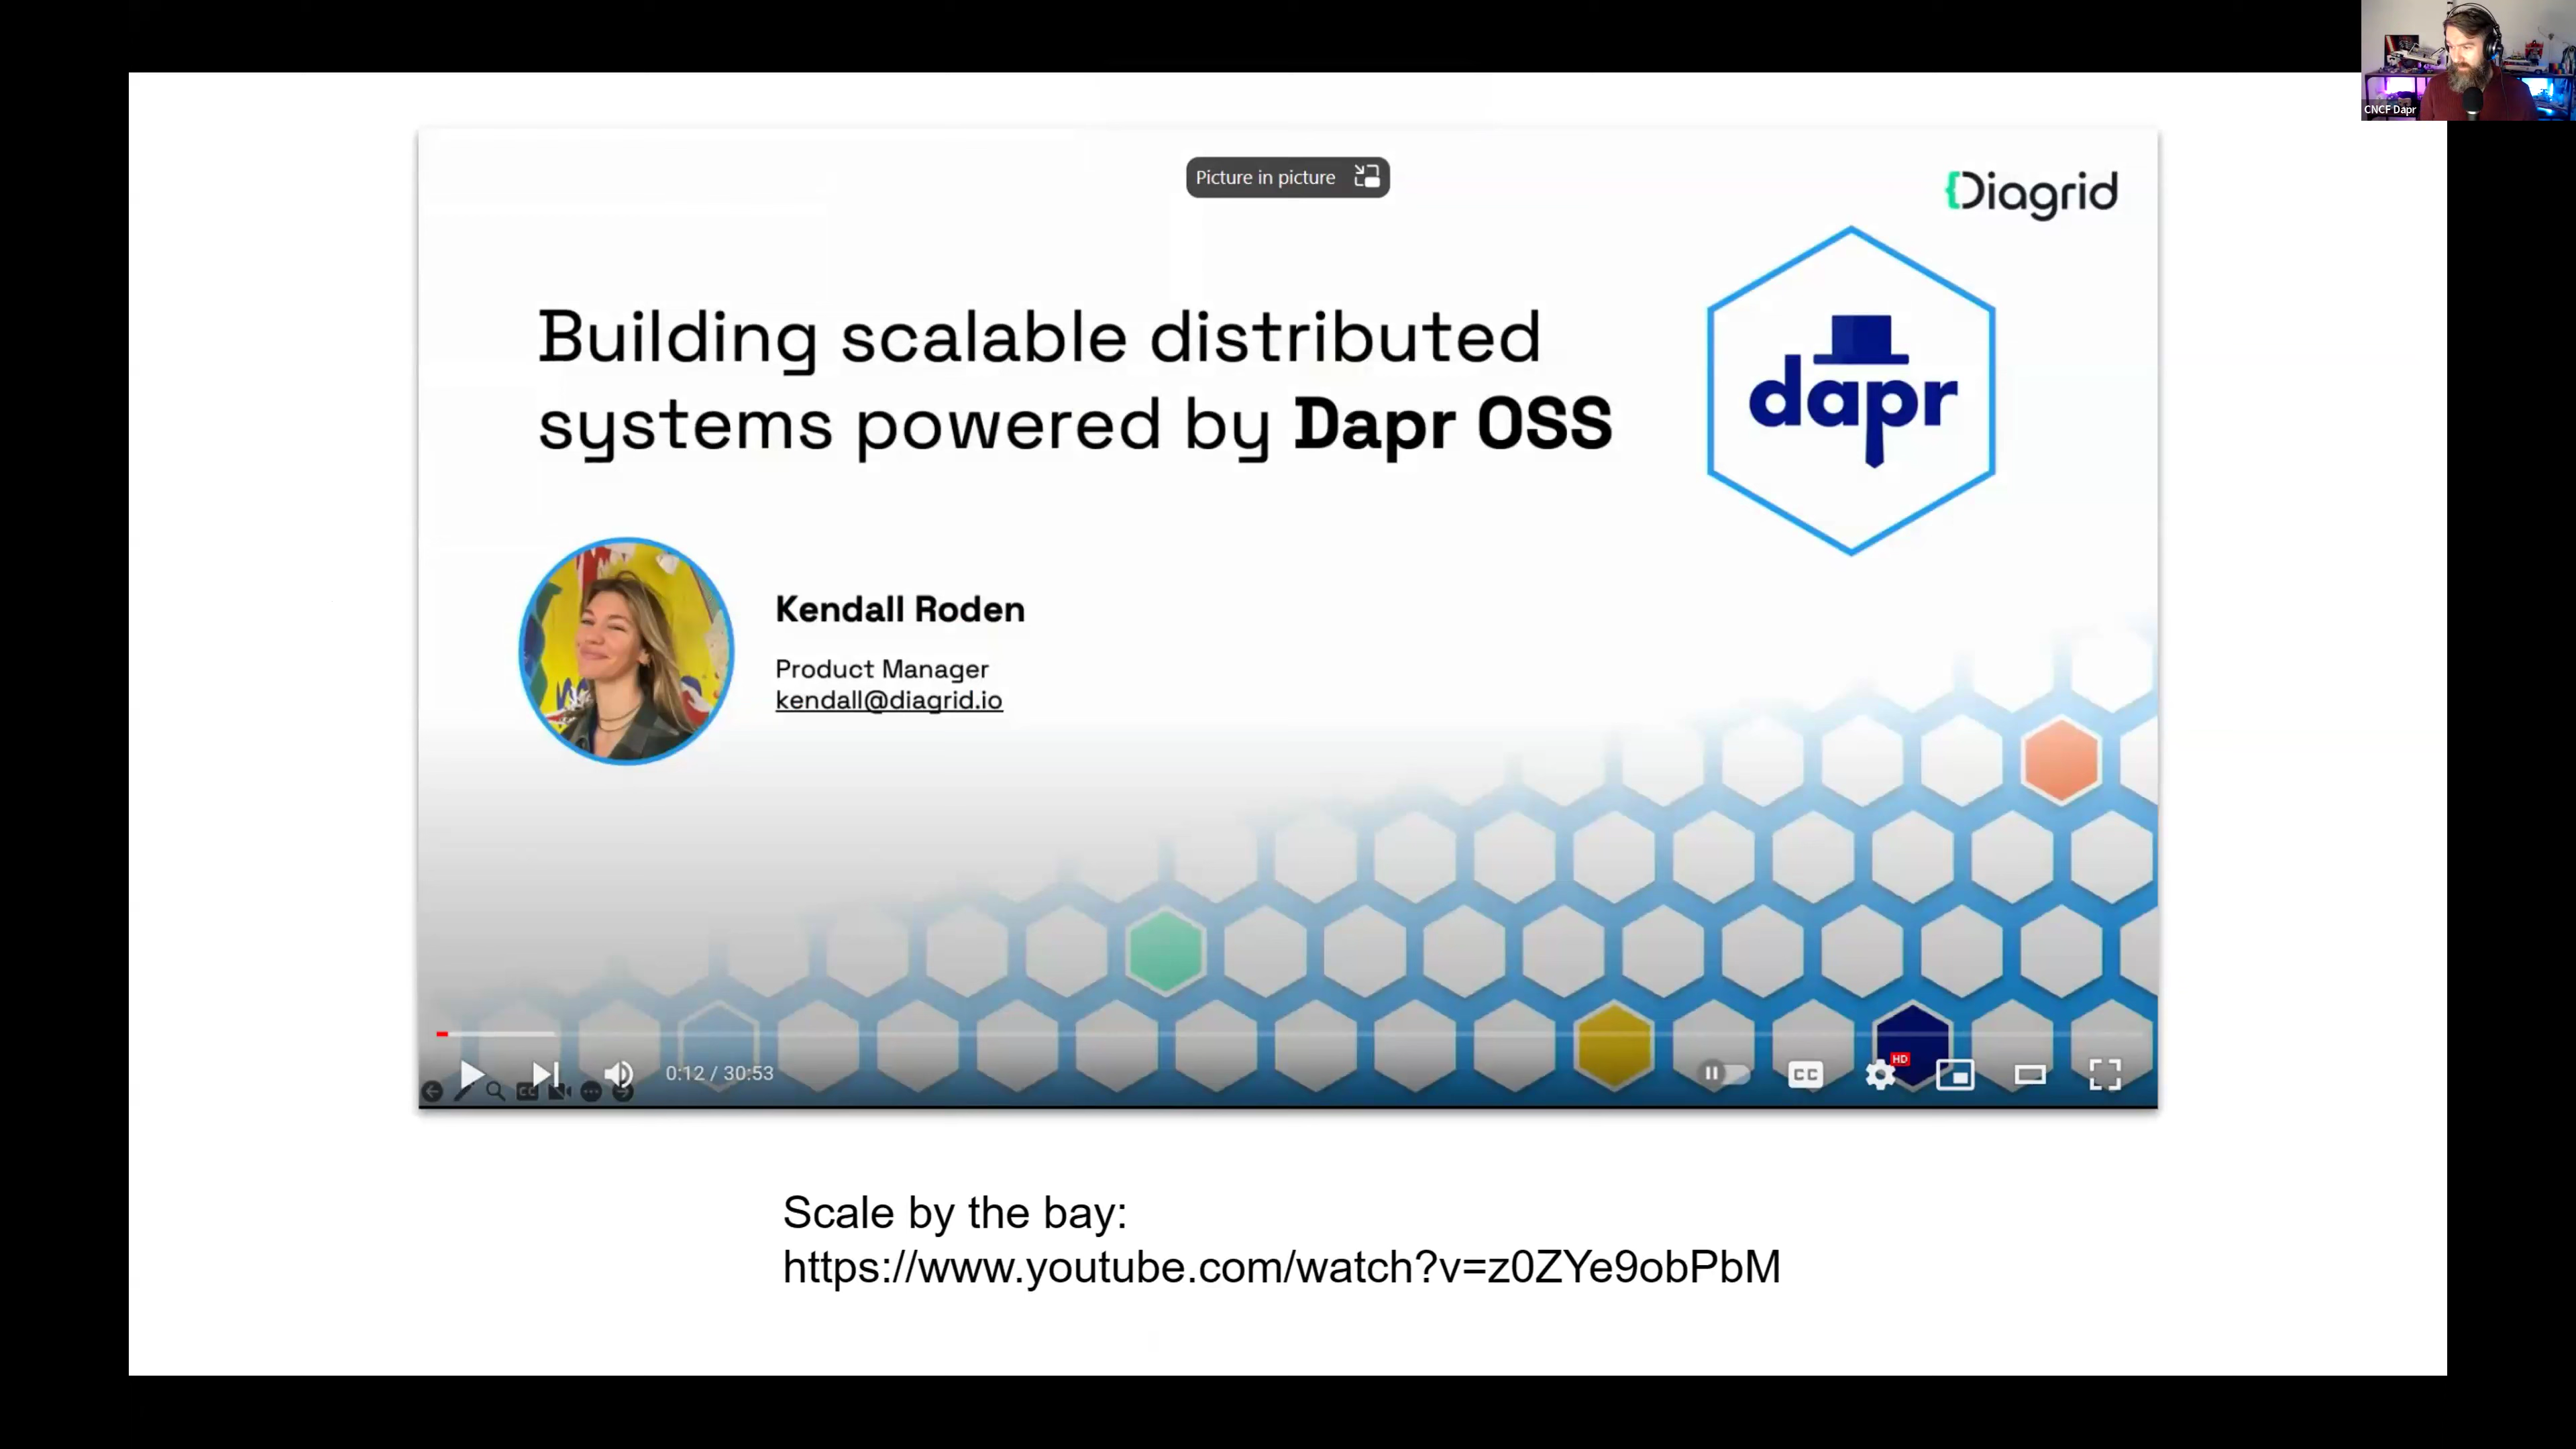 CNCF Dapr
Picture in picture
Diagrid
Building scalable distributed
systems powered by Dapr OSS
dapr
Kendall Roden
Product Manager
kendall@diagrid.io
0:12 / 30:53
CC
HD
CC
Scale by the bay:
https://www.youtube.com/watch?v=z0ZYe9obPbM